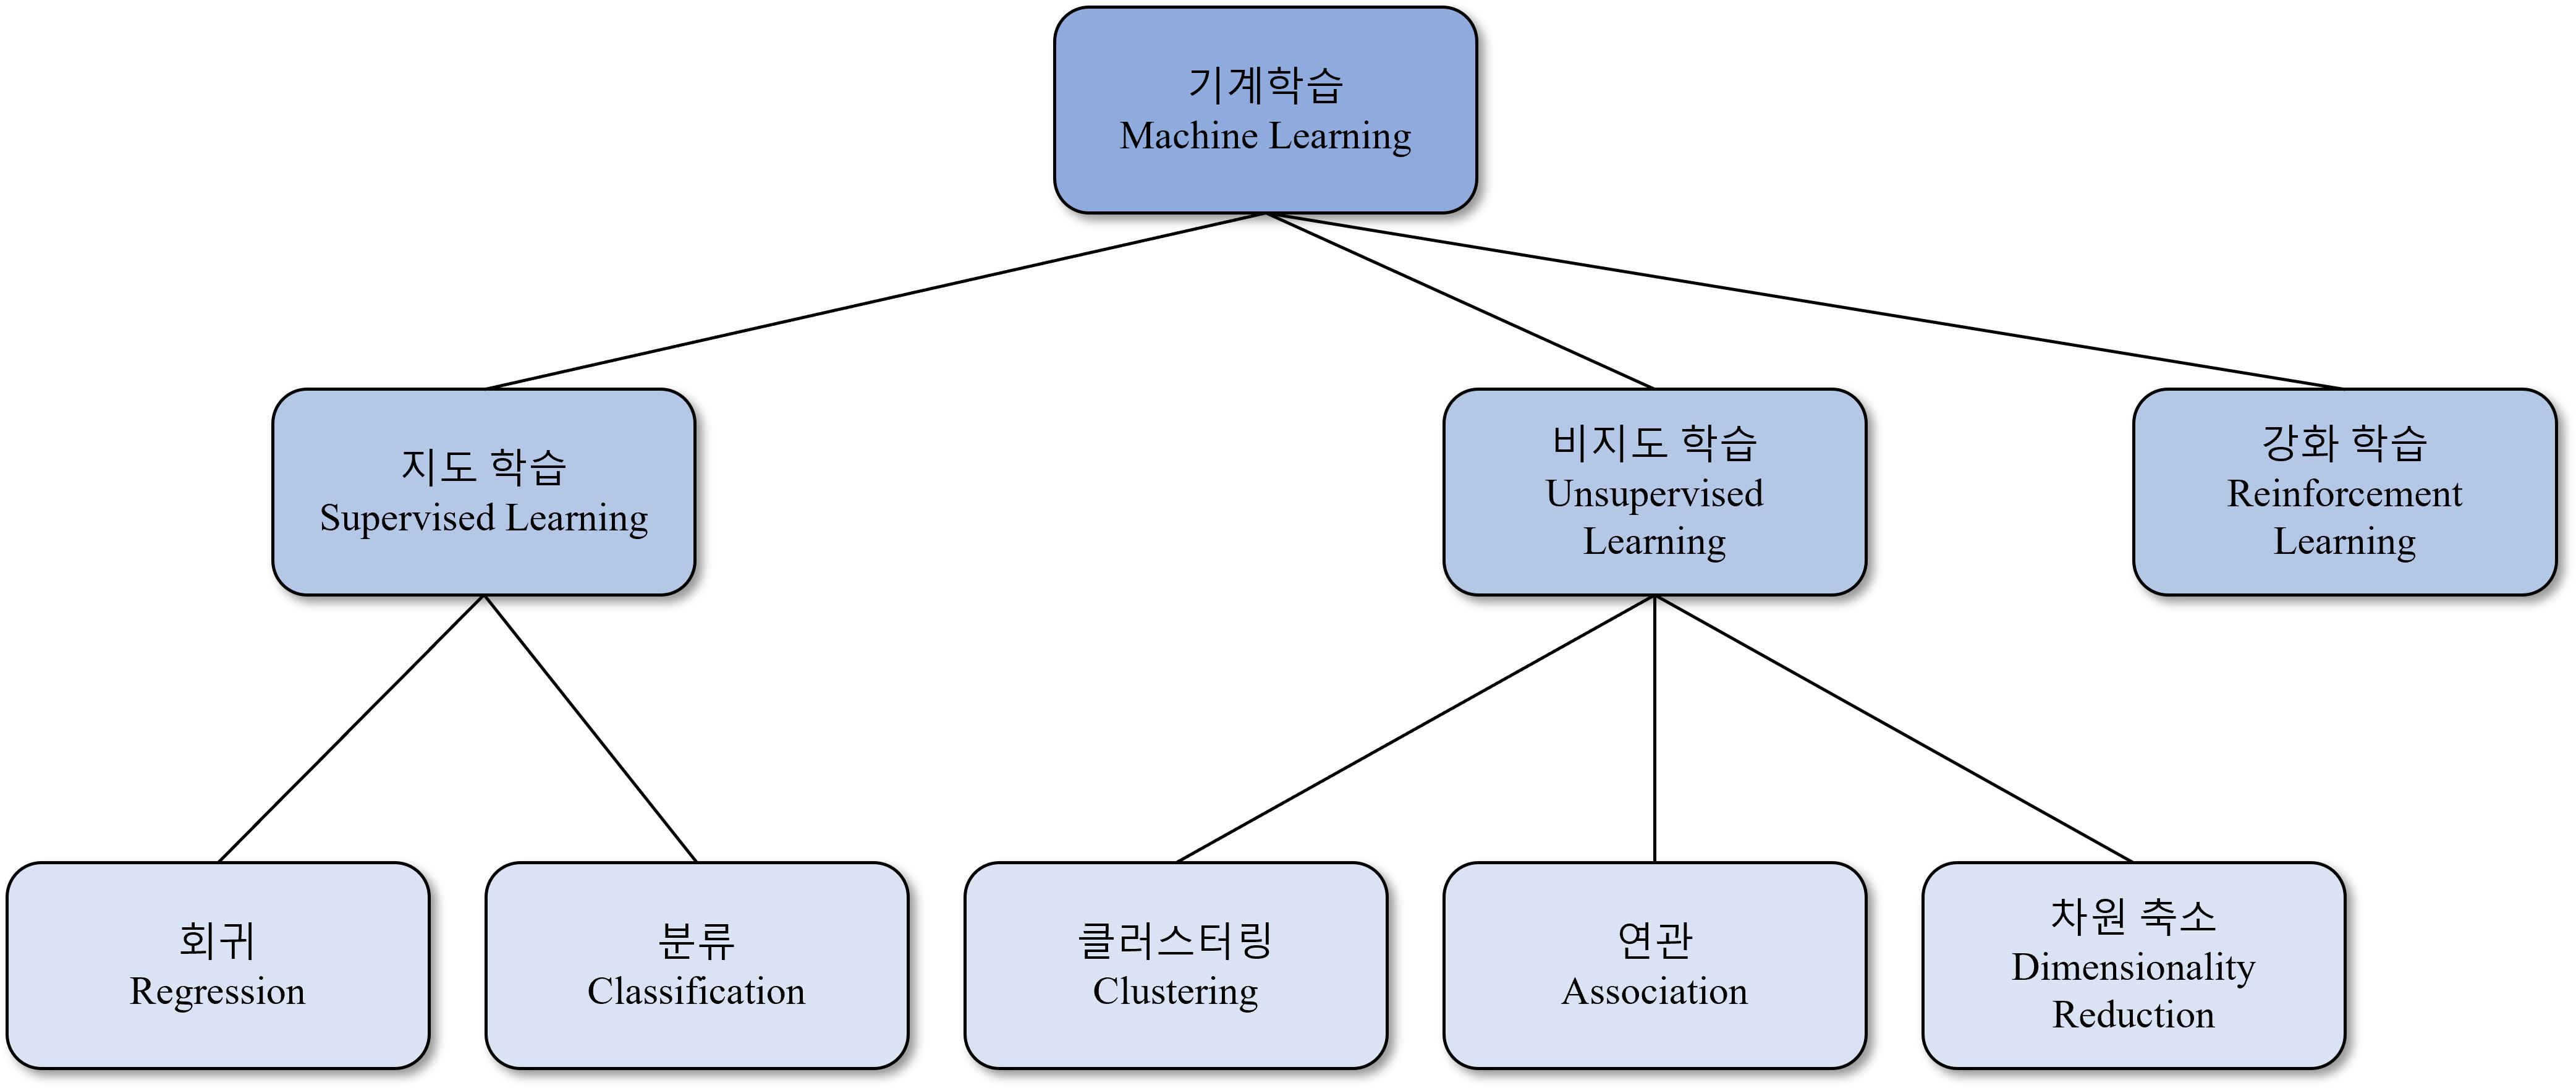 기계학습
Machine Learning
지도 학습
Supervised Learning
비지도 학습
Unsupervised
Learning
강화 학습
Reinforcement
Learning
회귀
Regression
분류
Classification
클러스터링
Clustering
연관
Association
차원 축소
Dimensionality
Reduction